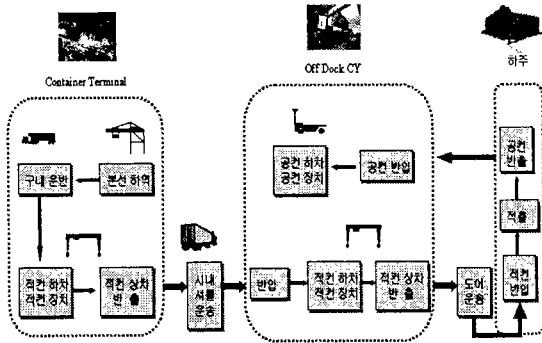 Container Terminal
Off Dock CY
하주
구내 운반
본선 하역
적컨 하차
적컨 장치
적컨 상차
반 출
시내
셔틀
운송
공컨 하차
공컨 장치
공컨 반입
반입
적컨 하차
적컨 장치
적컨 상차
반 출
도어
운송
공컨
반출
적출
적컨
반입